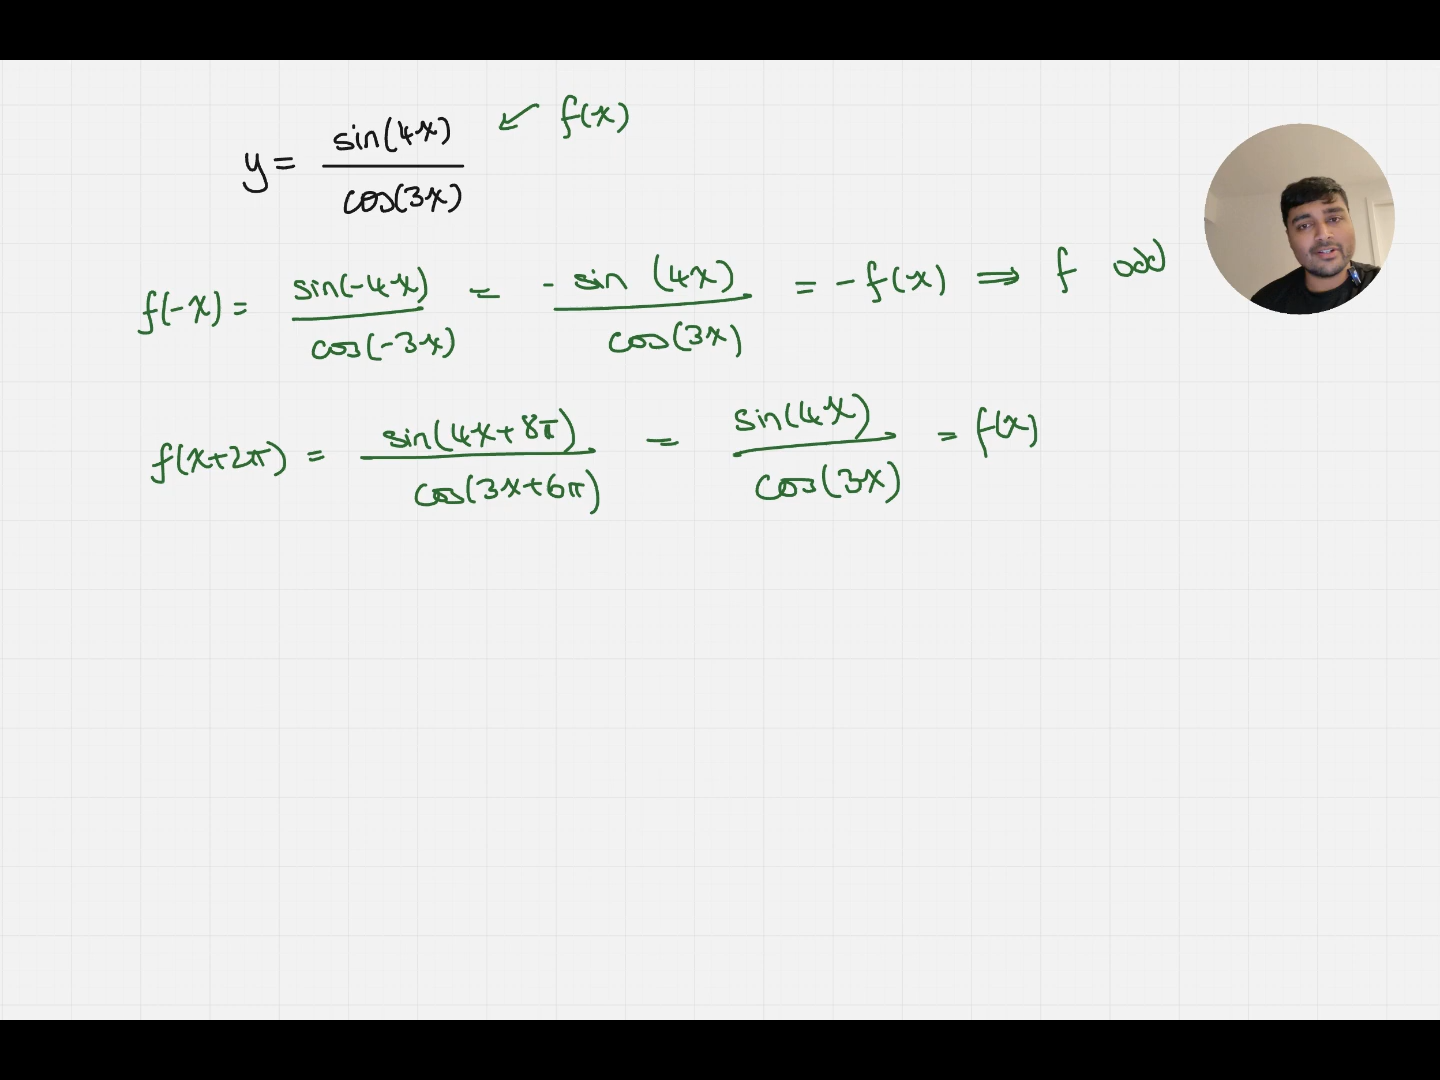 y = sin(4x) / cos(3x) ↙ f(x)
f(-x) = sin(-4x) / cos(-3x) = - sin (4x) / cos(3x) = -f(x) ⇒ f odd
f(x+2π) = sin(4x+8π) / cos(3x+6π) = sin(4x) / cos(3x) = f(x)